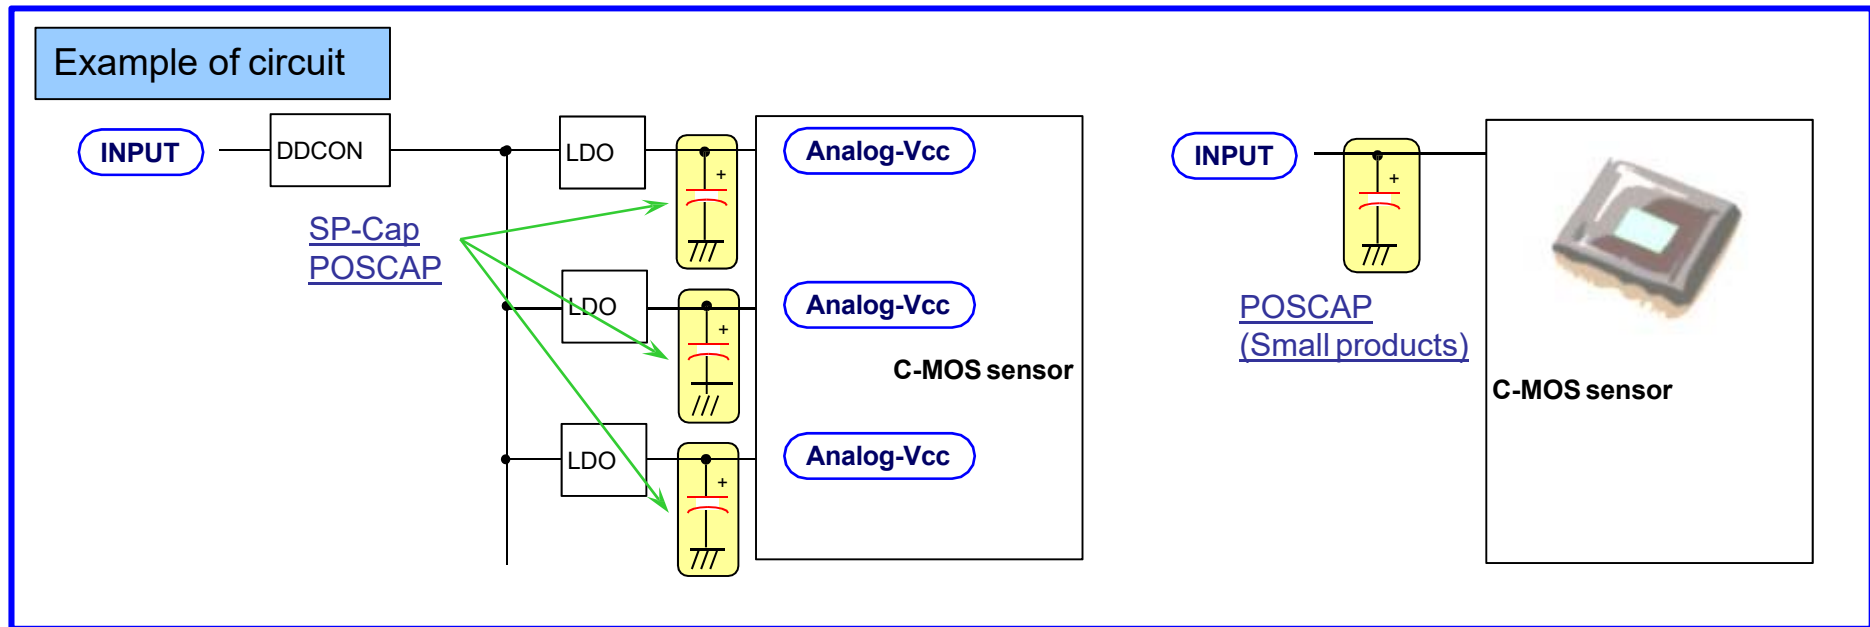 Example of circuit
INPUT
DDCON
LDO
+
Analog-Vcc
SP-Cap
POSCAP
LDO
+
Analog-Vcc
C-MOS sensor
LDO
+
Analog-Vcc
INPUT
+
POSCAP
(Small products)
C-MOS sensor